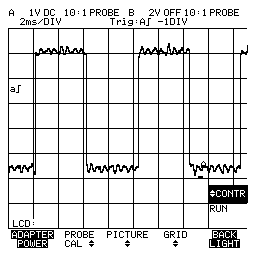 A 1V DC 10:1 PROBE B 2V OFF 10:1 PROBE
2ms/DIV Trig:A∫ -1DIV
a∫
CONTR
RUN
LCD:
ADAPTER POWER
PROBE CAL
PICTURE
GRID
BACK LIGHT